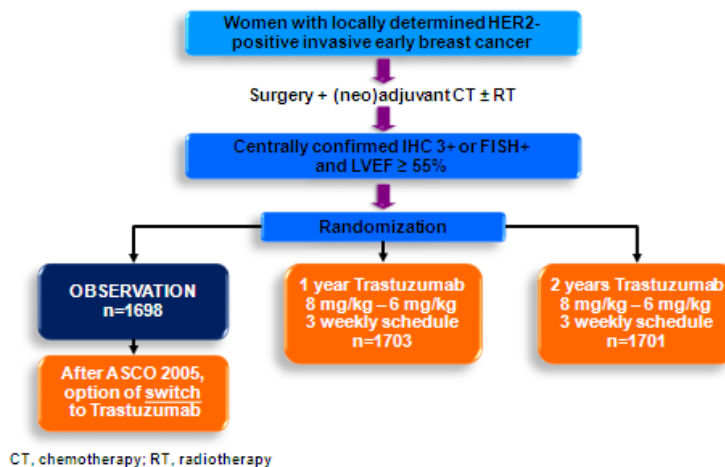 Women with locally determined HER2-
positive invasive early breast cancer
Surgery + (neo)adjuvant CT ± RT
Centrally confirmed IHC 3+ or FISH+
and LVEF ≥ 55%
Randomization
OBSERVATION
n=1698
1 year Trastuzumab
8 mg/kg – 6 mg/kg
3 weekly schedule
n=1703
2 years Trastuzumab
8 mg/kg – 6 mg/kg
3 weekly schedule
n=1701
After ASCO 2005,
option of switch
to Trastuzumab
CT, chemotherapy; RT, radiotherapy